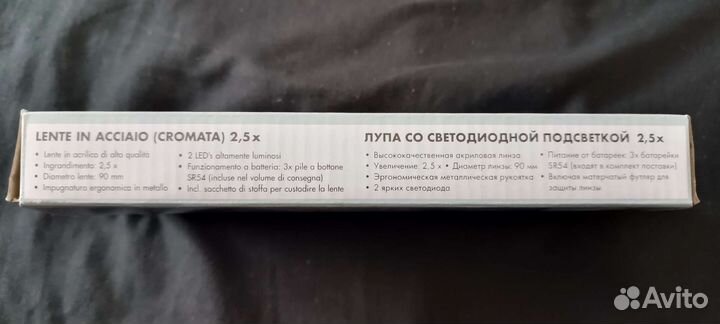 LENTE IN ACCIAIO (CROMATA) 2,5x
• Lente in acrilico di alta qualità
• Ingrandimento: 2,5 x
• Diametro lente: 90 mm
• Impugnatura ergonomica in metallo
• 2 LED's altamente luminosi
• Funzionamento a batteria: 3x pile a bottone
SR54 (incluse nel volume di consegna)
• Incl. sacchetto di stoffa per custodire la lente
ЛУПА СО СВЕТОДИОДНОЙ ПОДСВЕТКОЙ 2,5x
• Высококачественная акриловая линза
• Увеличение: 2,5 x • Диаметр линзы: 90 мм
• Эргономическая металлическая рукоятка
• 2 ярких светодиода
• Питание от батареек: 3x батарейки
SR54 (входят в комплект поставки)
• Включая матерчатый футляр для
защиты линзы
Avito